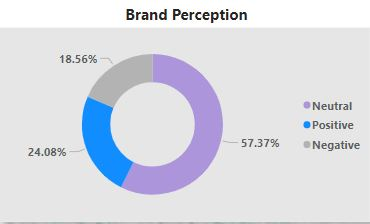 Brand Perception
18.56%
Neutral
Positive
57.37%
Negative
24.08%